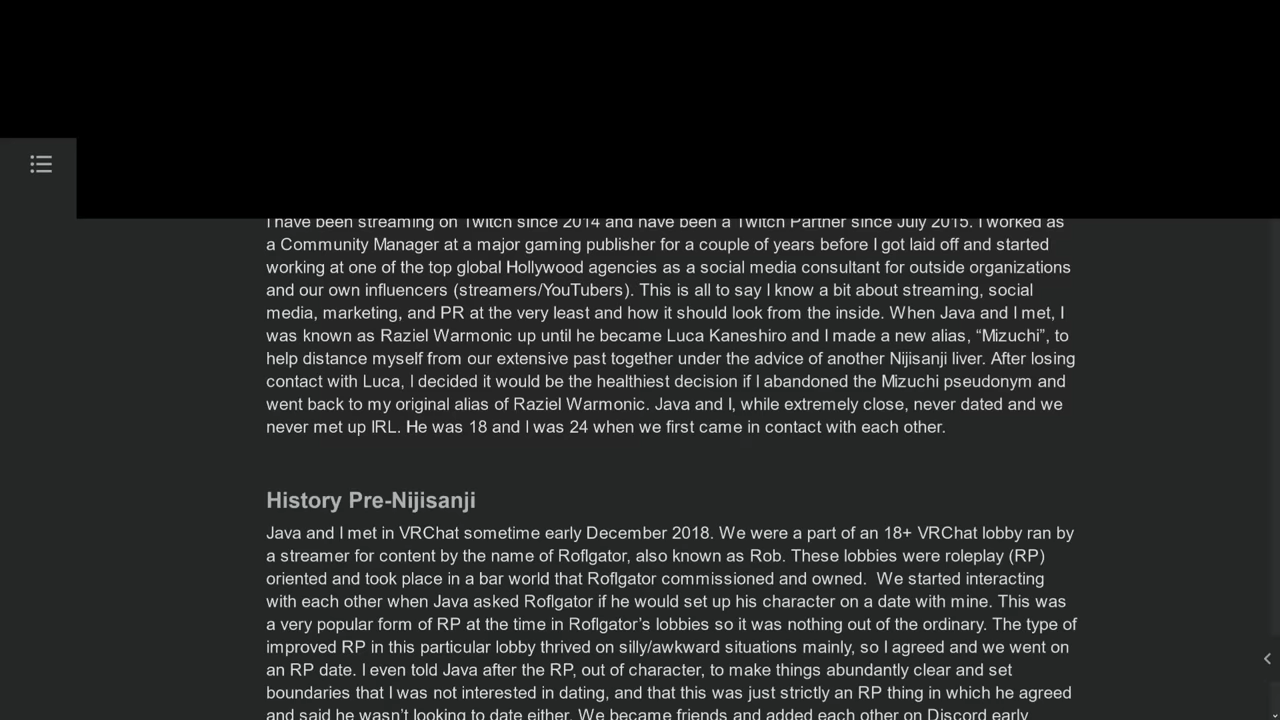 I have been streaming on Twitch since 2014 and have been a Twitch Partner since July 2015. I worked as
a Community Manager at a major gaming publisher for a couple of years before I got laid off and started
working at one of the top global Hollywood agencies as a social media consultant for outside organizations
and our own influencers (streamers/YouTubers). This is all to say I know a bit about streaming, social
media, marketing, and PR at the very least and how it should look from the inside. When Java and I met, I
was known as Raziel Warmonic up until he became Luca Kaneshiro and I made a new alias, “Mizuchi”, to
help distance myself from our extensive past together under the advice of another Nijisanji liver. After losing
contact with Luca, I decided it would be the healthiest decision if I abandoned the Mizuchi pseudonym and
went back to my original alias of Raziel Warmonic. Java and I, while extremely close, never dated and we
never met up IRL. He was 18 and I was 24 when we first came in contact with each other.
History Pre-Nijisanji
Java and I met in VRChat sometime early December 2018. We were a part of an 18+ VRChat lobby ran by
a streamer for content by the name of Roflgator, also known as Rob. These lobbies were roleplay (RP)
oriented and took place in a bar world that Roflgator commissioned and owned.  We started interacting
with each other when Java asked Roflgator if he would set up his character on a date with mine. This was
a very popular form of RP at the time in Roflgator’s lobbies so it was nothing out of the ordinary. The type of
improved RP in this particular lobby thrived on silly/awkward situations mainly, so I agreed and we went on
an RP date. I even told Java after the RP, out of character, to make things abundantly clear and set
boundaries that I was not interested in dating, and that this was just strictly an RP thing in which he agreed
and said he wasn’t looking to date either. We became friends and added each other on Discord early